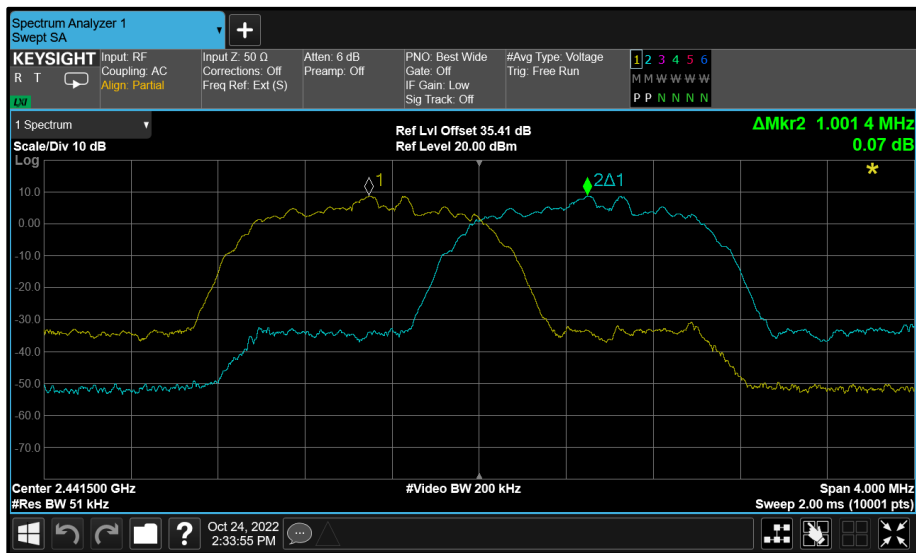 Spectrum Analyzer 1
Swept SA
+
KEYSIGHT
R T
LXI
Input: RF
Coupling: AC
Align: Partial
Input Z: 50 Ω
Corrections: Off
Freq Ref: Ext (S)
Atten: 6 dB
Preamp: Off
PNO: Best Wide
Gate: Off
IF Gain: Low
Sig Track: Off
#Avg Type: Voltage
Trig: Free Run
1 2 3 4 5 6
M M W W W W
P P N N N N
1 Spectrum
Scale/Div 10 dB
Ref Lvl Offset 35.41 dB
Ref Level 20.00 dBm
ΔMkr2 1.001 4 MHz
0.07 dB
Log
*
1
2Δ1
10.0
0.00
-10.0
-20.0
-30.0
-40.0
-50.0
-60.0
-70.0
Center 2.441500 GHz
#Video BW 200 kHz
Span 4.000 MHz
#Res BW 51 kHz
Sweep 2.00 ms (10001 pts)
?
Oct 24, 2022
2:33:55 PM